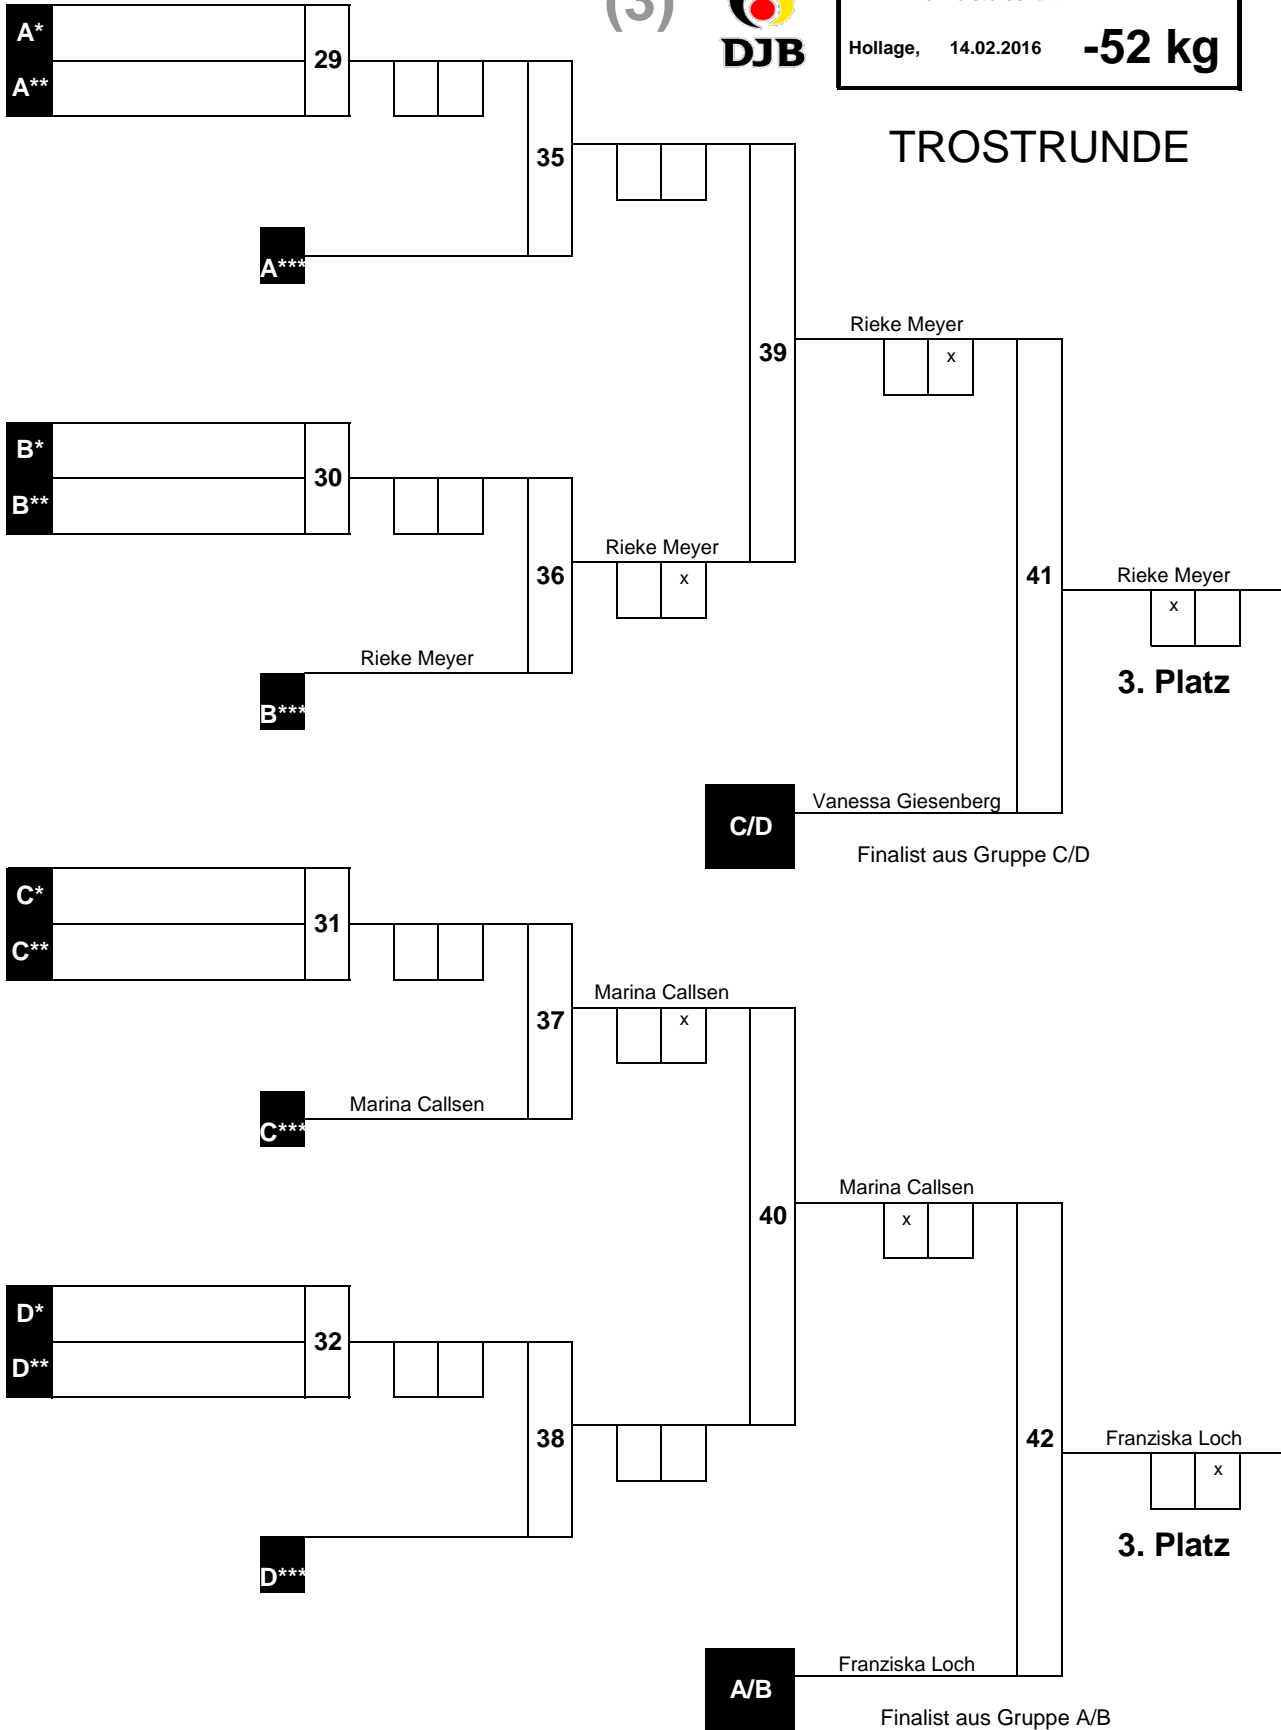 (3)
DJB
Hollage, 14.02.2016 -52 kg
TROSTRUNDE
A*
A**
29
35
A***
39
Rieke Meyer
x
B*
B**
30
36
Rieke Meyer
x
Rieke Meyer
B***
41
Rieke Meyer
x
3. Platz
C/D
Vanessa Giesenberg
Finalist aus Gruppe C/D
C*
C**
31
37
Marina Callsen
x
Marina Callsen
C***
40
Marina Callsen
x
D*
D**
32
38
D***
42
Franziska Loch
x
3. Platz
A/B
Franziska Loch
Finalist aus Gruppe A/B